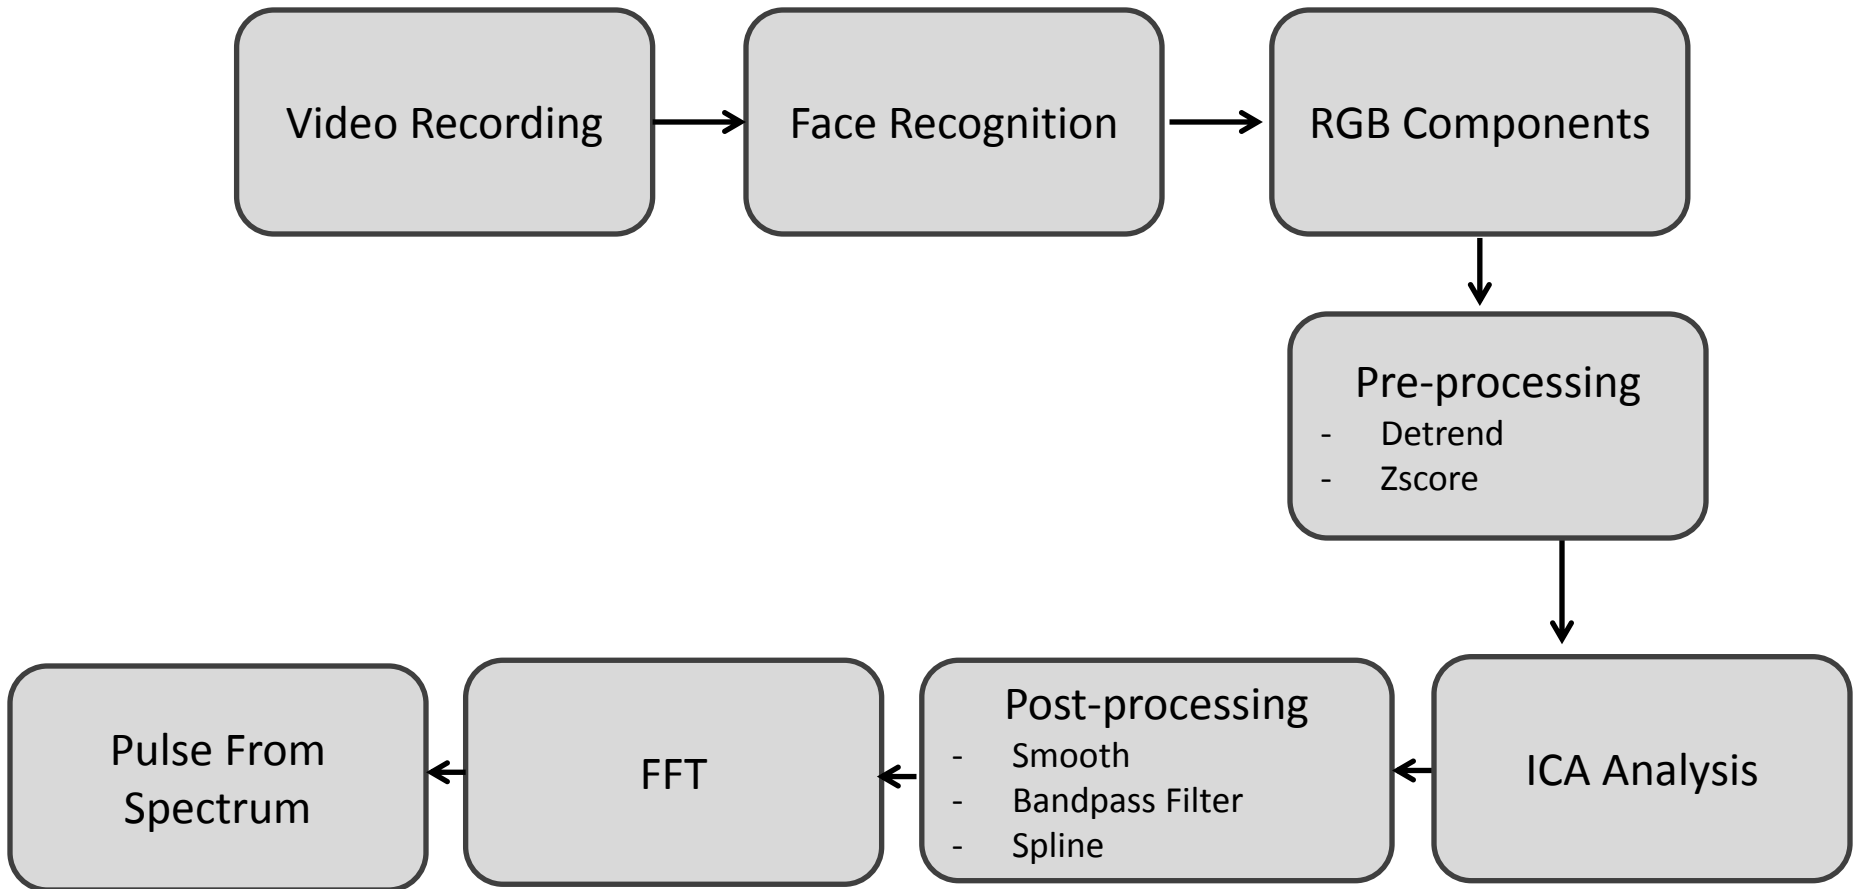 Video Recording
Face Recognition
RGB Components
Pre-processing
- Detrend
- Zscore
ICA Analysis
Post-processing
- Smooth
- Bandpass Filter
- Spline
FFT
Pulse From
Spectrum